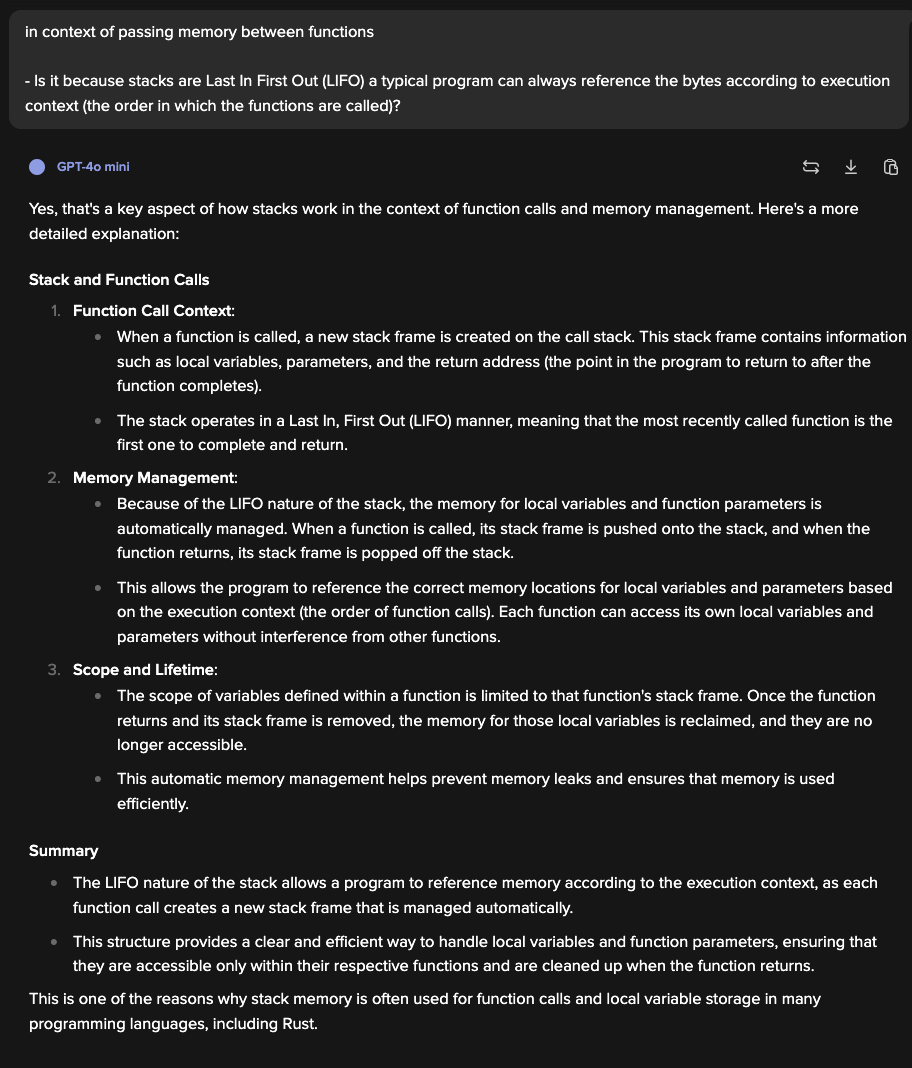 in context of passing memory between functions
- Is it because stacks are Last In First Out (LIFO) a typical program can always reference the bytes according to execution
context (the order in which the functions are called)?
GPT-4o mini
Yes, that's a key aspect of how stacks work in the context of function calls and memory management. Here's a more
detailed explanation:
Stack and Function Calls
1. Function Call Context:
• When a function is called, a new stack frame is created on the call stack. This stack frame contains information
such as local variables, parameters, and the return address (the point in the program to return to after the
function completes).
• The stack operates in a Last In, First Out (LIFO) manner, meaning that the most recently called function is the
first one to complete and return.
2. Memory Management:
• Because of the LIFO nature of the stack, the memory for local variables and function parameters is
automatically managed. When a function is called, its stack frame is pushed onto the stack, and when the
function returns, its stack frame is popped off the stack.
• This allows the program to reference the correct memory locations for local variables and parameters based
on the execution context (the order of function calls). Each function can access its own local variables and
parameters without interference from other functions.
3. Scope and Lifetime:
• The scope of variables defined within a function is limited to that function's stack frame. Once the function
returns and its stack frame is removed, the memory for those local variables is reclaimed, and they are no
longer accessible.
• This automatic memory management helps prevent memory leaks and ensures that memory is used
efficiently.
Summary
• The LIFO nature of the stack allows a program to reference memory according to the execution context, as each
function call creates a new stack frame that is managed automatically.
• This structure provides a clear and efficient way to handle local variables and function parameters, ensuring that
they are accessible only within their respective functions and are cleaned up when the function returns.
This is one of the reasons why stack memory is often used for function calls and local variable storage in many
programming languages, including Rust.